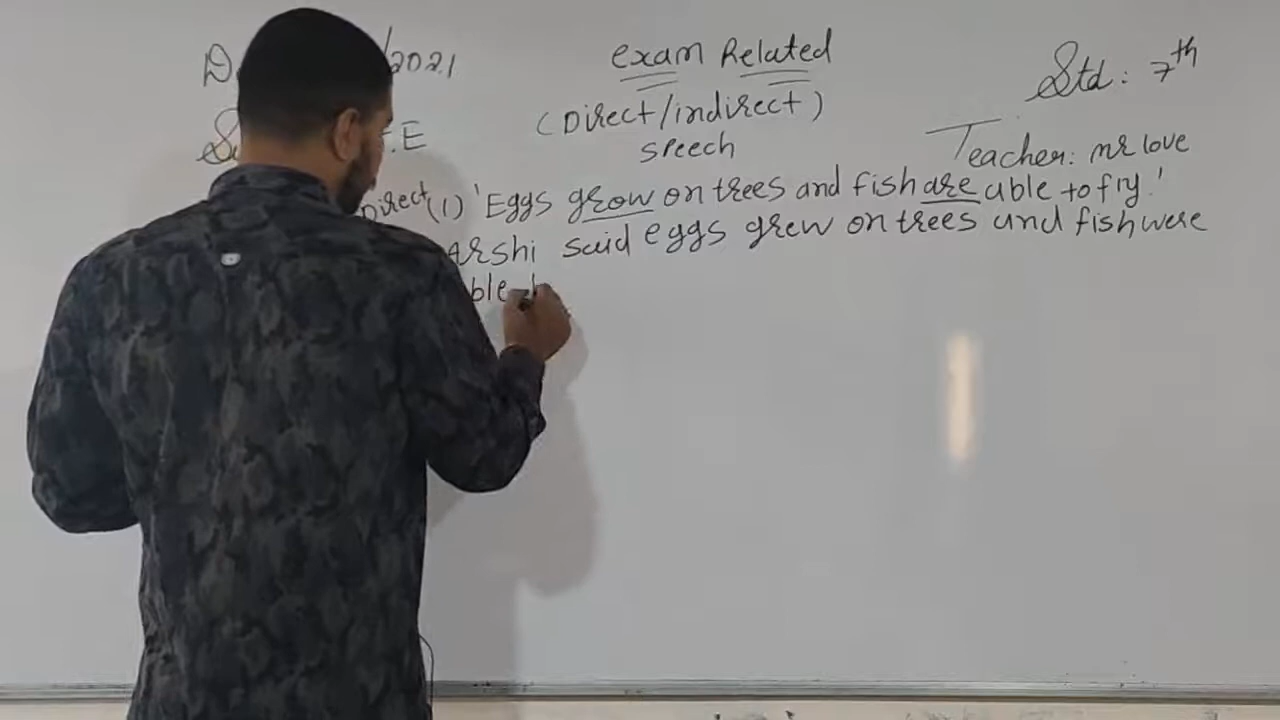 /2021
exam Related
Std: 7th
(Direct/indirect)
speech
Teacher: mr love
Direct (1) 'Eggs grow on trees and fish are able to fly.'
arshi said eggs grew on trees and fish were